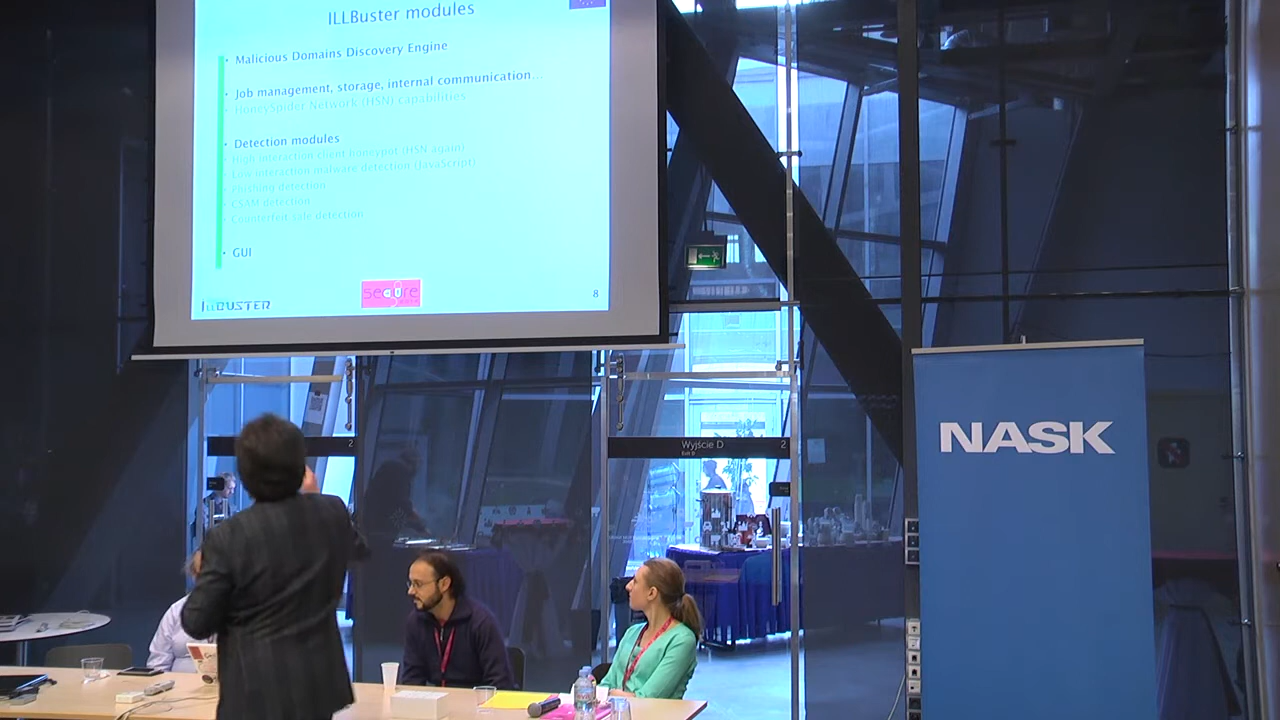 ILLBuster modules
• Malicious Domains Discovery Engine
• Job management, storage, internal communication...
• HoneySpider Network (HSN) capabilities
• Detection modules
• High interaction client honeypot (HSN again)
• Low interaction malware detection (JavaScript)
• Phishing detection
• CSAM detection
• Counterfeit sale detection
• GUI
ILLBUSTER
secure
8
2
Wyjście D
2
Exit D
NASK